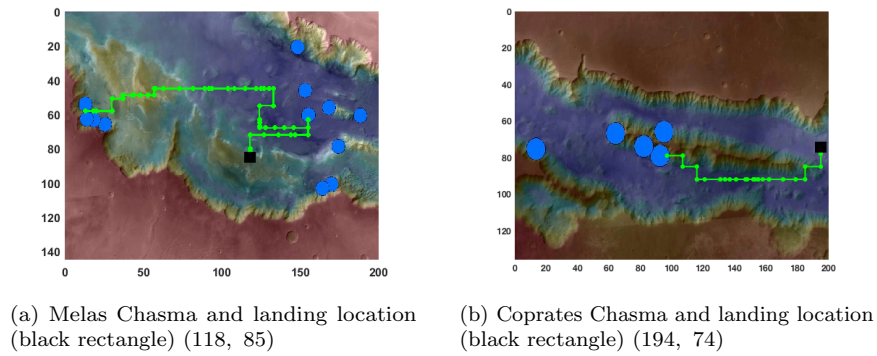 0
20
40
60
80
100
120
140
0 50 100 150 200
0
20
40
60
80
100
120
0 20 40 60 80 100 120 140 160 180 200
(a) Melas Chasma and landing location
(black rectangle) (118, 85)
(b) Coprates Chasma and landing location
(black rectangle) (194, 74)